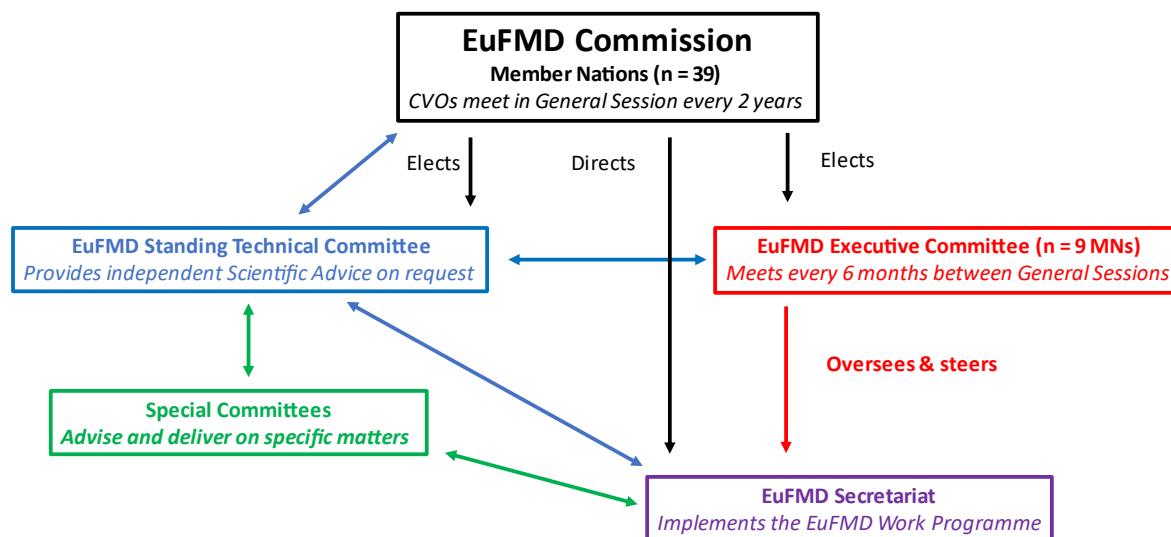 EuFMD Commission
Member Nations (n = 39)
CVOs meet in General Session every 2 years
Elects
Directs
Elects
EuFMD Standing Technical Committee
Provides independent Scientific Advice on request
EuFMD Executive Committee (n = 9 MNs)
Meets every 6 months between General Sessions
Oversees & steers
Special Committees
Advise and deliver on specific matters
EuFMD Secretariat
Implements the EuFMD Work Programme